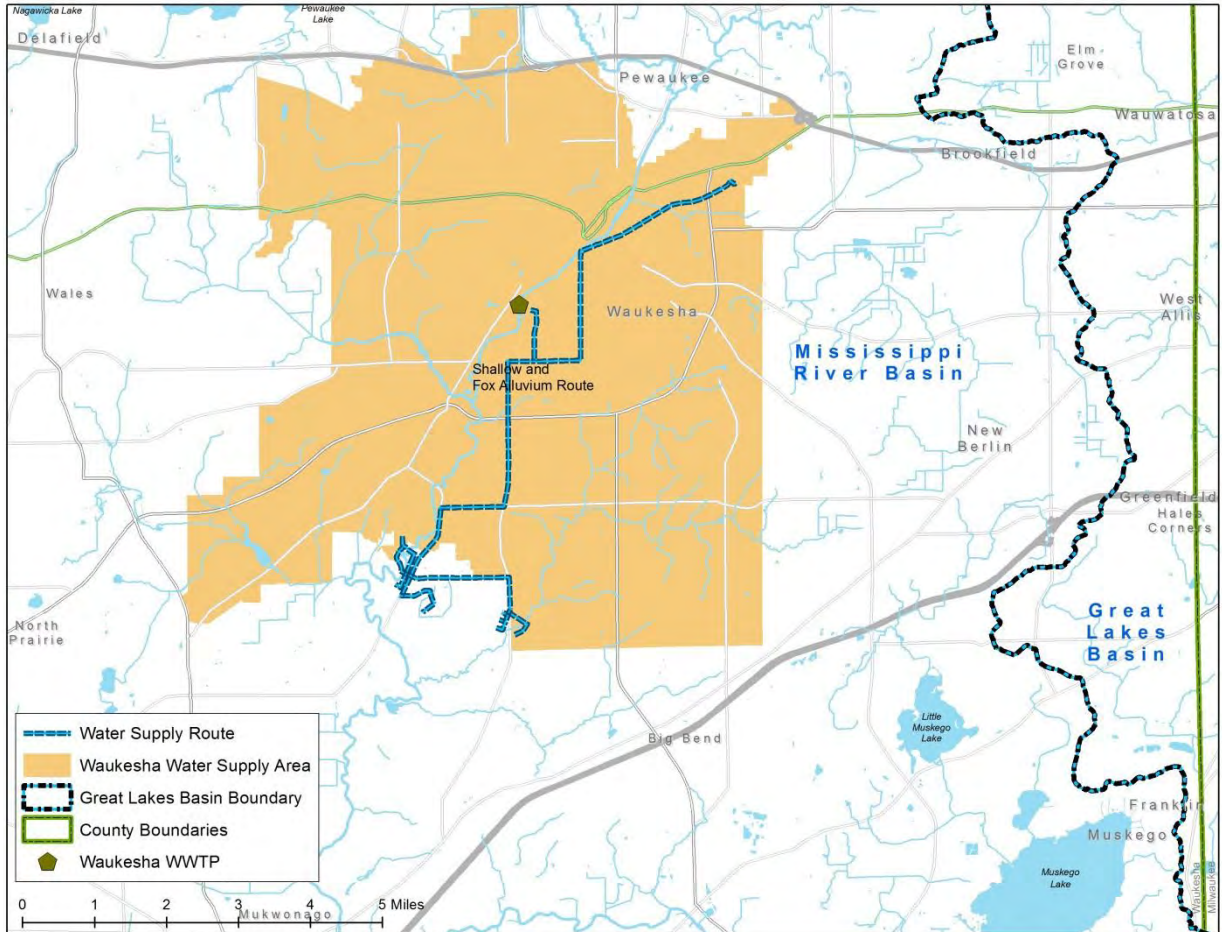 Nagawicka Lake
Pewaukee
Lake
Delafield
Elm
Grove
Pewaukee
Wauwatosa
Brookfield
Wales
Waukesha
West
Allis
Mississippi
River Basin
Shallow and
Fox Alluvium Route
New
Berlin
Greenfield
Hales
Corners
North
Prairie
Great
Lakes
Basin
Little
Muskego
Lake
Big Bend
Water Supply Route
Waukesha Water Supply Area
Great Lakes Basin Boundary
County Boundaries
Waukesha WWTP
Franklin
Muskego
Muskego
Lake
Waukesha
Milwaukee
0 1 2 3 4 5 Miles
Mukwonago